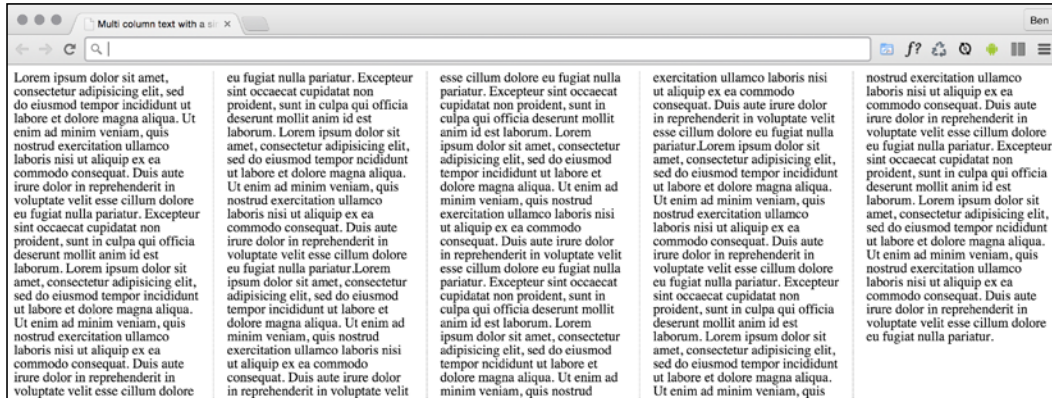 Multi column text with a sin
Ben
f?
Lorem ipsum dolor sit amet,
consectetur adipisicing elit, sed
do eiusmod tempor incididunt ut
labore et dolore magna aliqua. Ut
enim ad minim veniam, quis
nostrud exercitation ullamco
laboris nisi ut aliquip ex ea
commodo consequat. Duis aute
irure dolor in reprehenderit in
voluptate velit esse cillum dolore
eu fugiat nulla pariatur. Excepteur
sint occaecat cupidatat non
proident, sunt in culpa qui officia
deserunt mollit anim id est
laborum. Lorem ipsum dolor sit
amet, consectetur adipisicing elit,
sed do eiusmod tempor incididunt
ut labore et dolore magna aliqua.
Ut enim ad minim veniam, quis
nostrud exercitation ullamco
laboris nisi ut aliquip ex ea
commodo consequat. Duis aute
irure dolor in reprehenderit in
voluptate velit esse cillum dolore
eu fugiat nulla pariatur. Excepteur
sint occaecat cupidatat non
proident, sunt in culpa qui officia
deserunt mollit anim id est
laborum. Lorem ipsum dolor sit
amet, consectetur adipisicing elit,
sed do eiusmod tempor ncididunt
ut labore et dolore magna aliqua.
Ut enim ad minim veniam, quis
nostrud exercitation ullamco
laboris nisi ut aliquip ex ea
commodo consequat. Duis aute
irure dolor in reprehenderit in
voluptate velit esse cillum dolore
eu fugiat nulla pariatur.Lorem
ipsum dolor sit amet, consectetur
adipisicing elit, sed do eiusmod
tempor incididunt ut labore et
dolore magna aliqua. Ut enim ad
minim veniam, quis nostrud
exercitation ullamco laboris nisi
ut aliquip ex ea commodo
consequat. Duis aute irure dolor
in reprehenderit in voluptate velit
esse cillum dolore eu fugiat nulla
pariatur. Excepteur sint occaecat
cupidatat non proident, sunt in
culpa qui officia deserunt mollit
anim id est laborum. Lorem
ipsum dolor sit amet, consectetur
adipisicing elit, sed do eiusmod
tempor incididunt ut labore et
dolore magna aliqua. Ut enim ad
minim veniam, quis nostrud
exercitation ullamco laboris nisi
ut aliquip ex ea commodo
consequat. Duis aute irure dolor
in reprehenderit in voluptate velit
esse cillum dolore eu fugiat nulla
pariatur. Excepteur sint occaecat
cupidatat non proident, sunt in
culpa qui officia deserunt mollit
anim id est laborum. Lorem
ipsum dolor sit amet, consectetur
adipisicing elit, sed do eiusmod
tempor ncididunt ut labore et
dolore magna aliqua. Ut enim ad
minim veniam, quis nostrud
exercitation ullamco laboris nisi
ut aliquip ex ea commodo
consequat. Duis aute irure dolor
in reprehenderit in voluptate velit
esse cillum dolore eu fugiat nulla
pariatur.Lorem ipsum dolor sit
amet, consectetur adipisicing elit,
sed do eiusmod tempor incididunt
ut labore et dolore magna aliqua.
Ut enim ad minim veniam, quis
nostrud exercitation ullamco
laboris nisi ut aliquip ex ea
commodo consequat. Duis aute
irure dolor in reprehenderit in
voluptate velit esse cillum dolore
eu fugiat nulla pariatur. Excepteur
sint occaecat cupidatat non
proident, sunt in culpa qui officia
deserunt mollit anim id est
laborum. Lorem ipsum dolor sit
amet, consectetur adipisicing elit,
sed do eiusmod tempor incididunt
ut labore et dolore magna aliqua.
Ut enim ad minim veniam, quis
nostrud exercitation ullamco
laboris nisi ut aliquip ex ea
commodo consequat. Duis aute
irure dolor in reprehenderit in
voluptate velit esse cillum dolore
eu fugiat nulla pariatur. Excepteur
sint occaecat cupidatat non
proident, sunt in culpa qui officia
deserunt mollit anim id est
laborum. Lorem ipsum dolor sit
amet, consectetur adipisicing elit,
sed do eiusmod tempor ncididunt
ut labore et dolore magna aliqua.
Ut enim ad minim veniam, quis
nostrud exercitation ullamco
laboris nisi ut aliquip ex ea
commodo consequat. Duis aute
irure dolor in reprehenderit in
voluptate velit esse cillum dolore
eu fugiat nulla pariatur.